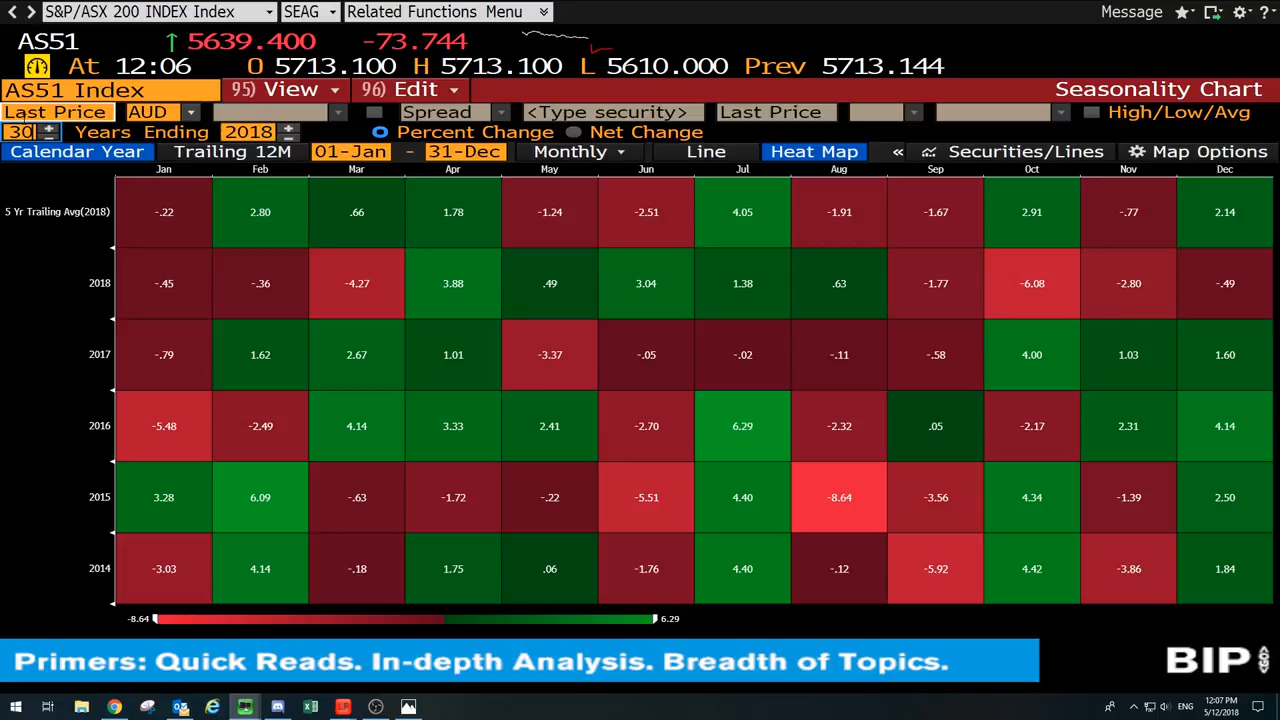 S&P/ASX 200 INDEX Index SEAG Related Functions Menu Message
AS51 5639.400 -73.744
At 12:06 O 5713.100 H 5713.100 L 5610.000 Prev 5713.144
AS51 Index 95) View 96) Edit Seasonality Chart
Last Price AUD Spread <Type security> Last Price High/Low/Avg
30 Years Ending 2018 Percent Change Net Change
Calendar Year Trailing 12M 01-Jan - 31-Dec Monthly Line Heat Map « Securities/Lines Map Options
Jan Feb Mar Apr May Jun Jul Aug Sep Oct Nov Dec
5 Yr Trailing Avg(2018) -.22 2.80 .66 1.78 -1.24 -2.51 4.05 -1.91 -1.67 2.91 -.77 2.14
2018 -.45 -.36 -4.27 3.88 .49 3.04 1.38 .63 -1.77 -6.08 -2.80 -.49
2017 -.79 1.62 2.67 1.01 -3.37 -.05 -.02 -.11 -.58 4.00 1.03 1.60
2016 -5.48 -2.49 4.14 3.33 2.41 -2.70 6.29 -2.32 .05 -2.17 2.31 4.14
2015 3.28 6.09 -.63 -1.72 -.22 -5.51 4.40 -8.64 -3.56 4.34 -1.39 2.50
2014 -3.03 4.14 -.18 1.75 .06 -1.76 4.40 -.12 -5.92 4.42 -3.86 1.84
-8.64 6.29
Primers: Quick Reads. In-depth Analysis. Breadth of Topics. BIP
ENG 12:07 PM
5/12/2018